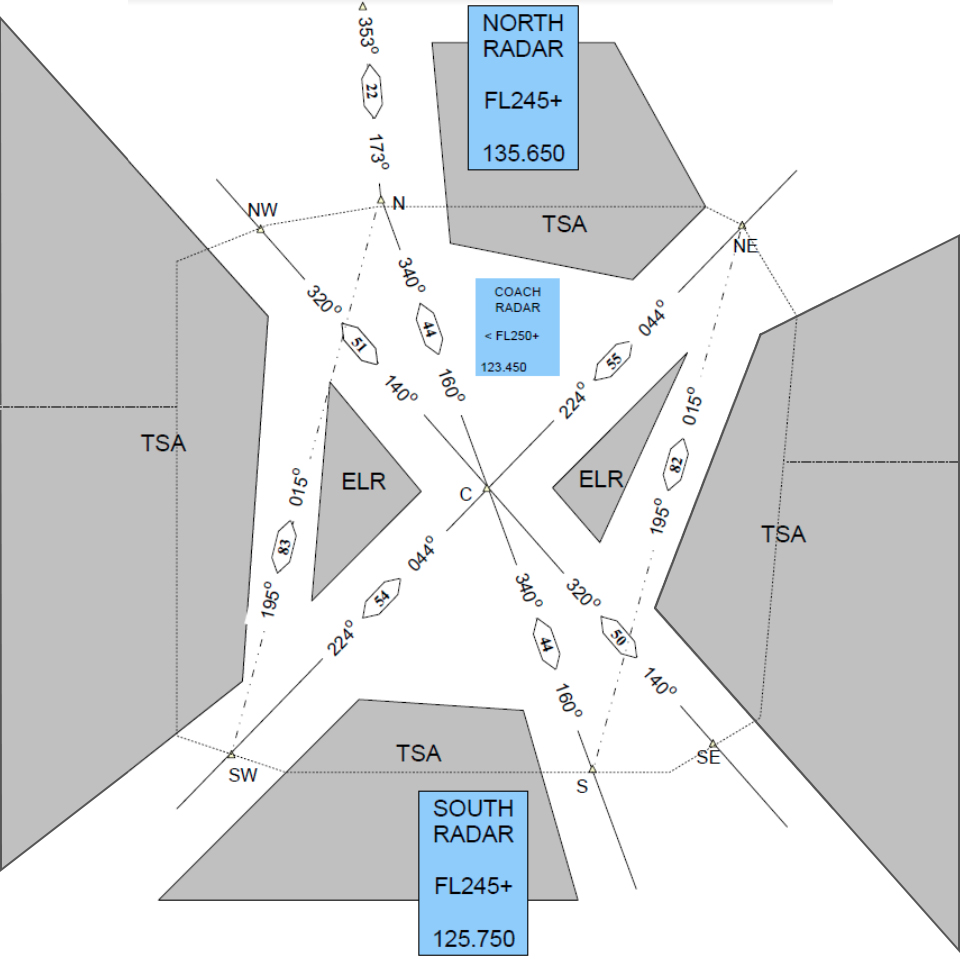 353°
22
173°
NORTH
RADAR
FL245+
135.650
NW
N
TSA
NE
320°
51
140°
340°
44
160°
COACH
RADAR
< FL250+
123.450
044°
55
224°
015°
82
195°
TSA
ELR
C
ELR
TSA
015°
83
195°
044°
54
224°
340°
44
160°
320°
50
140°
TSA
SW
S
SE
SOUTH
RADAR
FL245+
125.750